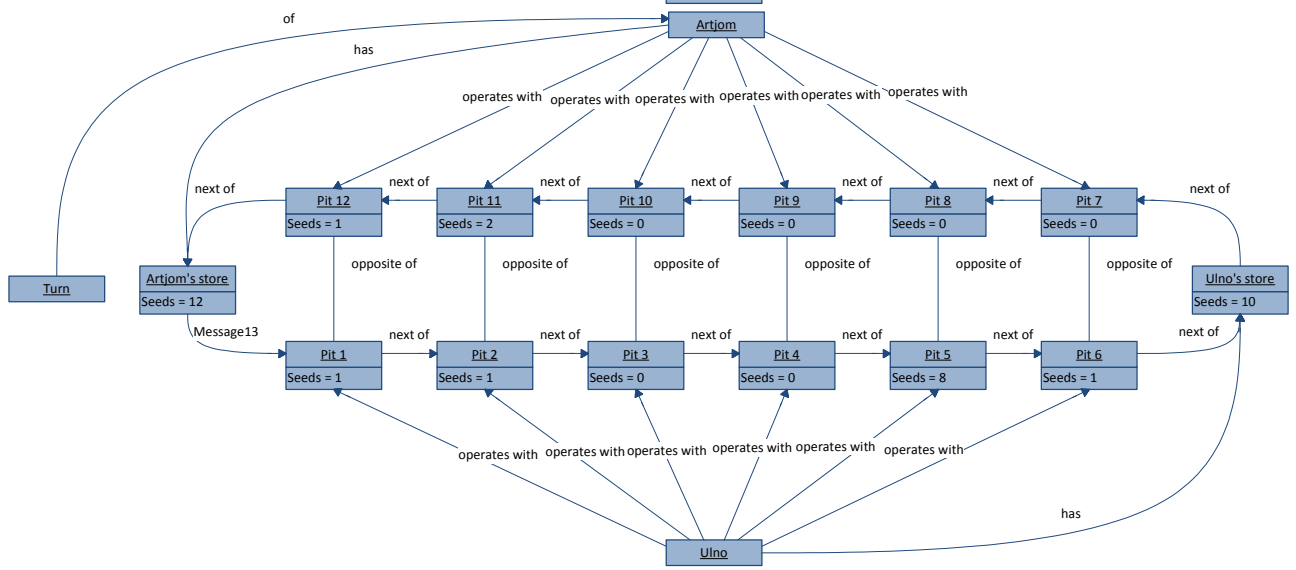 of
Artjom
has
operates with operates with operates with operates with operates with operates with
next of next of next of next of next of next of next of
Pit 12 Pit 11 Pit 10 Pit 9 Pit 8 Pit 7
Seeds = 1 Seeds = 2 Seeds = 0 Seeds = 0 Seeds = 0 Seeds = 0
opposite of opposite of opposite of opposite of opposite of opposite of
Turn Artjom's store Ulno's store
Seeds = 12 Seeds = 10
Message13 next of next of next of next of next of next of
Pit 1 Pit 2 Pit 3 Pit 4 Pit 5 Pit 6
Seeds = 1 Seeds = 1 Seeds = 0 Seeds = 0 Seeds = 8 Seeds = 1
operates with operates with operates with operates with operates with operates with
has
Ulno